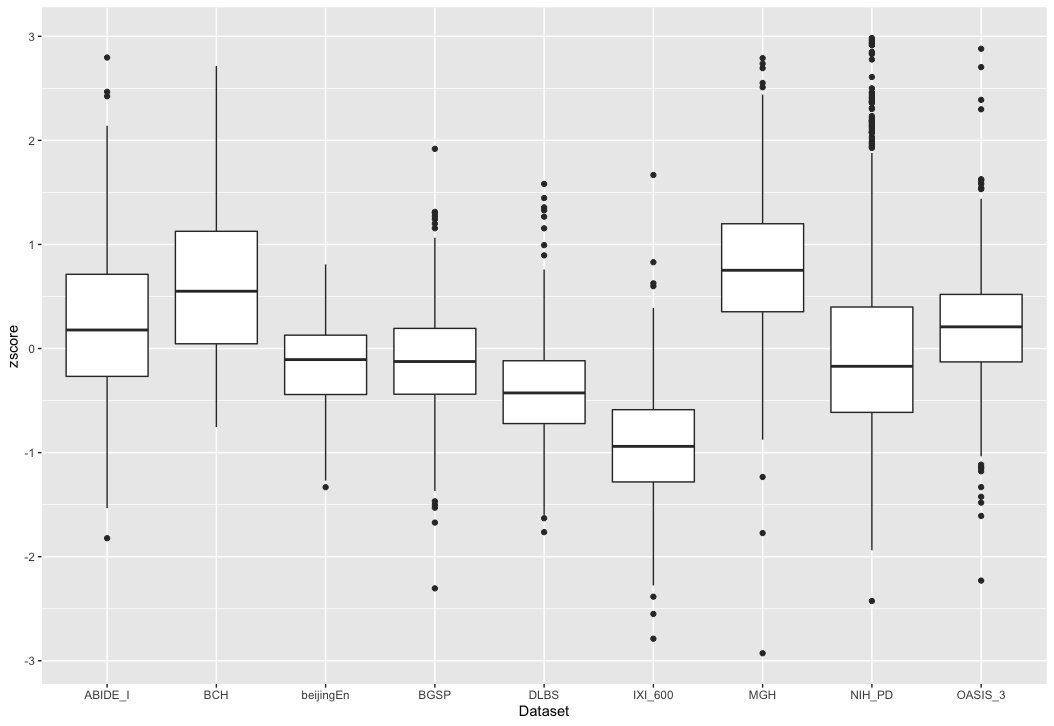 zscore
3
2
1
0
-1
-2
-3
ABIDE_I BCH beijingEn BGSP DLBS IXI_600 MGH NIH_PD OASIS_3
Dataset